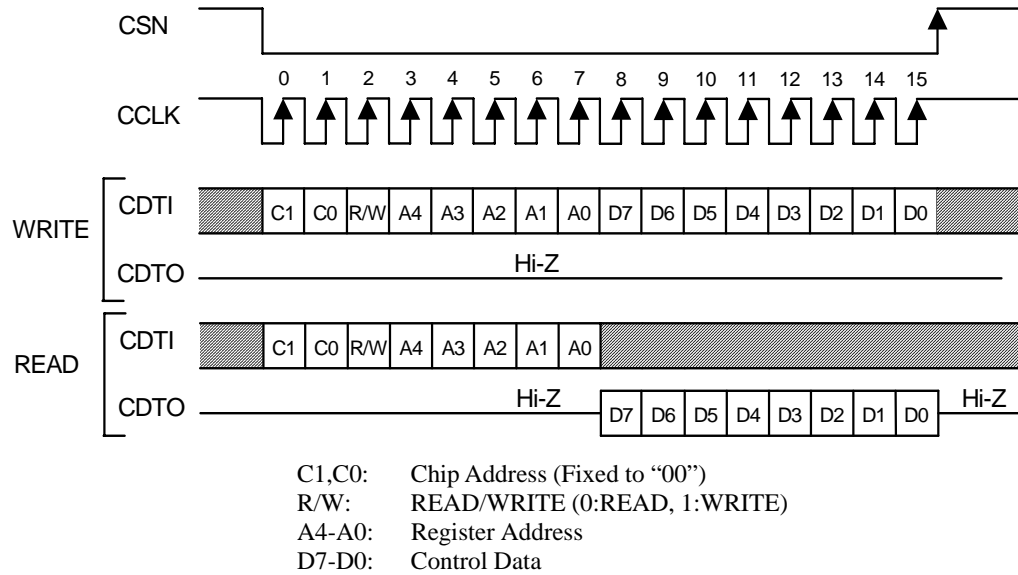 CSN
0 1 2 3 4 5 6 7 8 9 10 11 12 13 14 15
CCLK
WRITE
CDTI C1 C0 R/W A4 A3 A2 A1 A0 D7 D6 D5 D4 D3 D2 D1 D0
CDTO Hi-Z
READ
CDTI C1 C0 R/W A4 A3 A2 A1 A0
CDTO Hi-Z D7 D6 D5 D4 D3 D2 D1 D0 Hi-Z
C1,C0: Chip Address (Fixed to “00”)
R/W: READ/WRITE (0:READ, 1:WRITE)
A4-A0: Register Address
D7-D0: Control Data